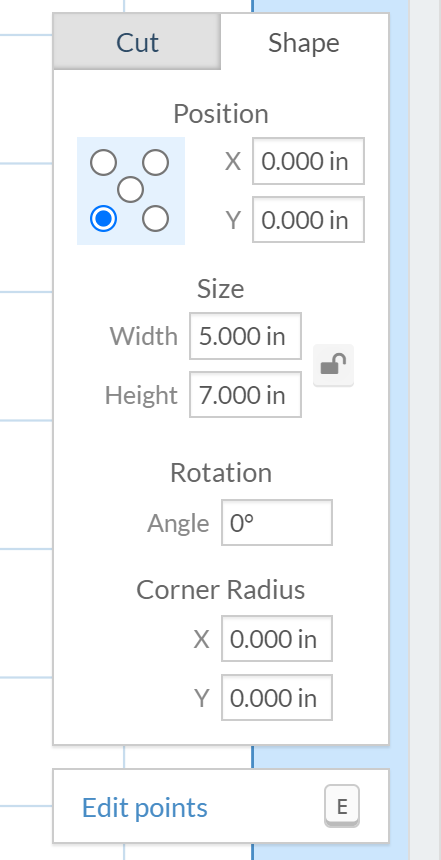 Cut Shape
Position
X 0.000 in
Y 0.000 in
Size
Width 5.000 in
Height 7.000 in
Rotation
Angle 0°
Corner Radius
X 0.000 in
Y 0.000 in
Edit points E